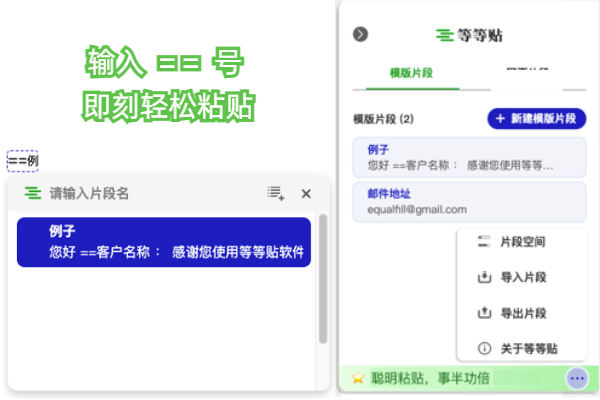 输入 == 号
即刻轻松粘贴
==例
请输入片段名
例子
您好 ==客户名称： 感谢您使用等等贴软件
等等贴
模版片段
模版片段 (2)
+ 新建模版片段
例子
您好 ==客户名称： 感谢您使用等等...
邮件地址
equalfill@gmail.com
片段空间
导入片段
导出片段
关于等等贴
聪明粘贴，事半功倍